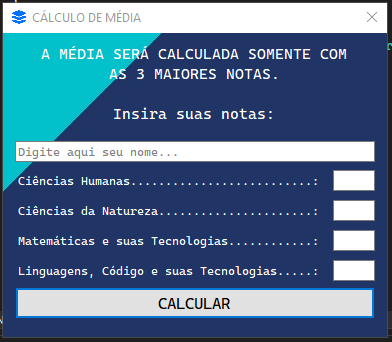 CÁLCULO DE MÉDIA
A MÉDIA SERÁ CALCULADA SOMENTE COM
AS 3 MAIORES NOTAS.
Insira suas notas:
Digite aqui seu nome...
Ciências Humanas..........................:
Ciências da Natureza......................:
Matemáticas e suas Tecnologias............:
Linguagens, Código e suas Tecnologias.....:
CALCULAR